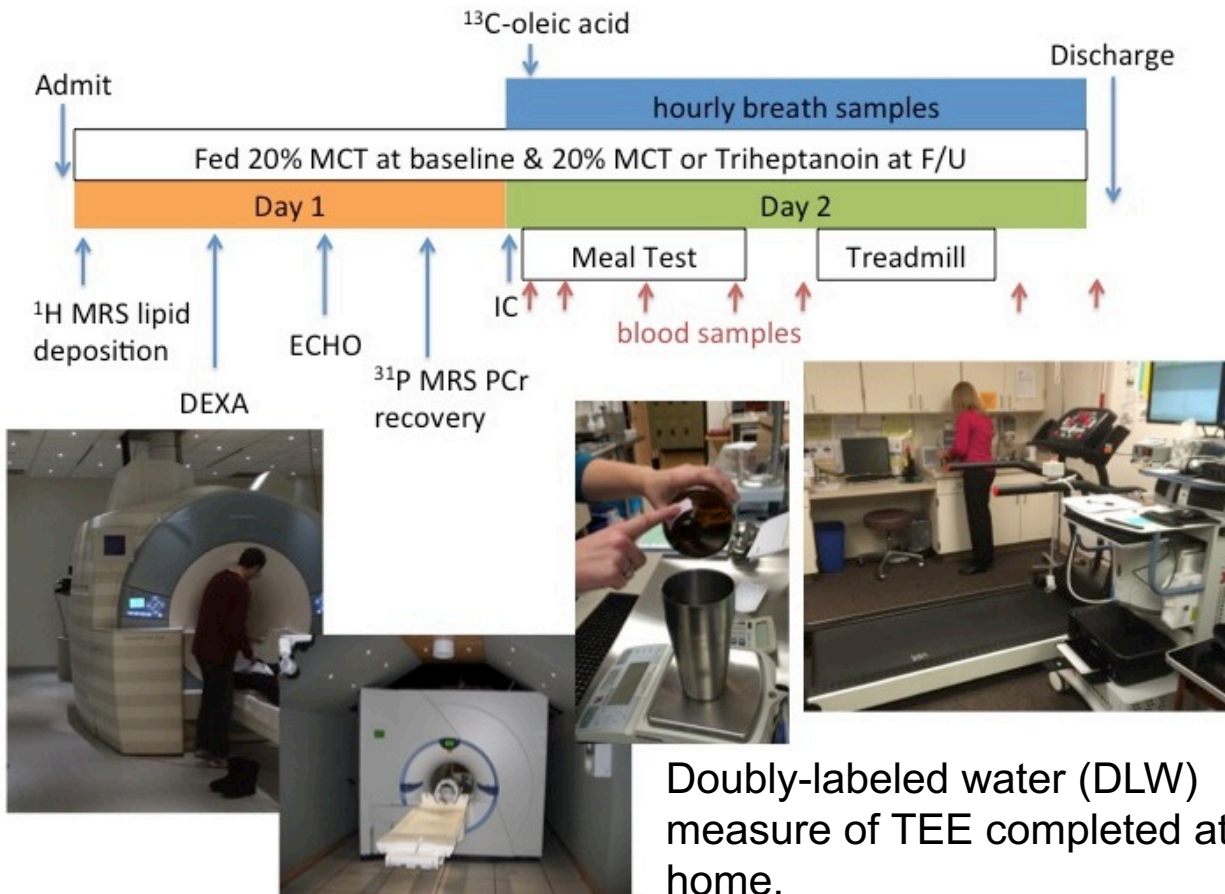 ¹³C-oleic acid
Discharge
Admit
hourly breath samples
Fed 20% MCT at baseline & 20% MCT or Triheptanoin at F/U
Day 1
Day 2
Meal Test
Treadmill
IC
¹H MRS lipid
deposition
blood samples
ECHO
³¹P MRS PCr
recovery
DEXA
Doubly-labeled water (DLW)
measure of TEE completed at
home.